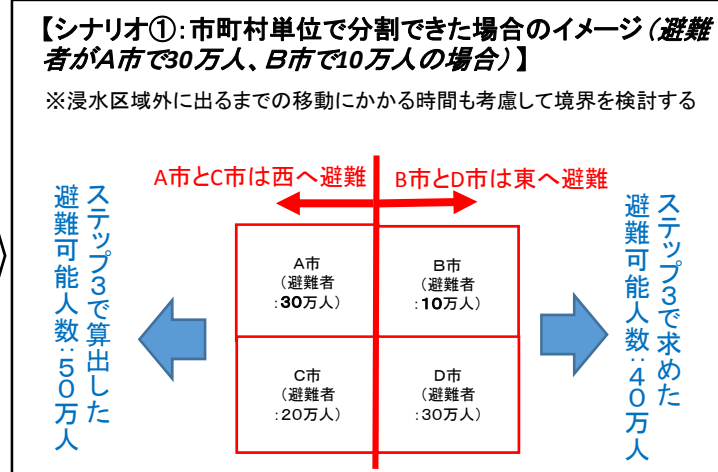 【シナリオ①:市町村単位で分割できた場合のイメージ(避難
者がA市で30万人、B市で10万人の場合)】
※浸水区域外に出るまでの移動にかかる時間も考慮して境界を検討する
A市とC市は西へ避難
B市とD市は東へ避難
ステップ3で算出した
避難可能人数:50万人
A市
(避難者
:30万人)
B市
(避難者
:10万人)
C市
(避難者
:20万人)
D市
(避難者
:30万人)
ステップ3で求めた
避難可能人数:40万人